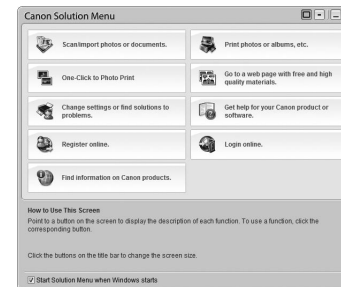 Canon Solution Menu
Scan/Import photos or documents.
Print photos or albums, etc.
One-Click to Photo Print
Go to a web page with free and high
quality materials.
Change settings or find solutions to
problems.
Get help for your Canon product or
software.
Register online.
Login online.
Find information on Canon products.
How to Use This Screen
Point to a button on the screen to display the description of each function. To use a function, click the
corresponding button.
Click the buttons on the title bar to change the screen size.
Start Solution Menu when Windows starts